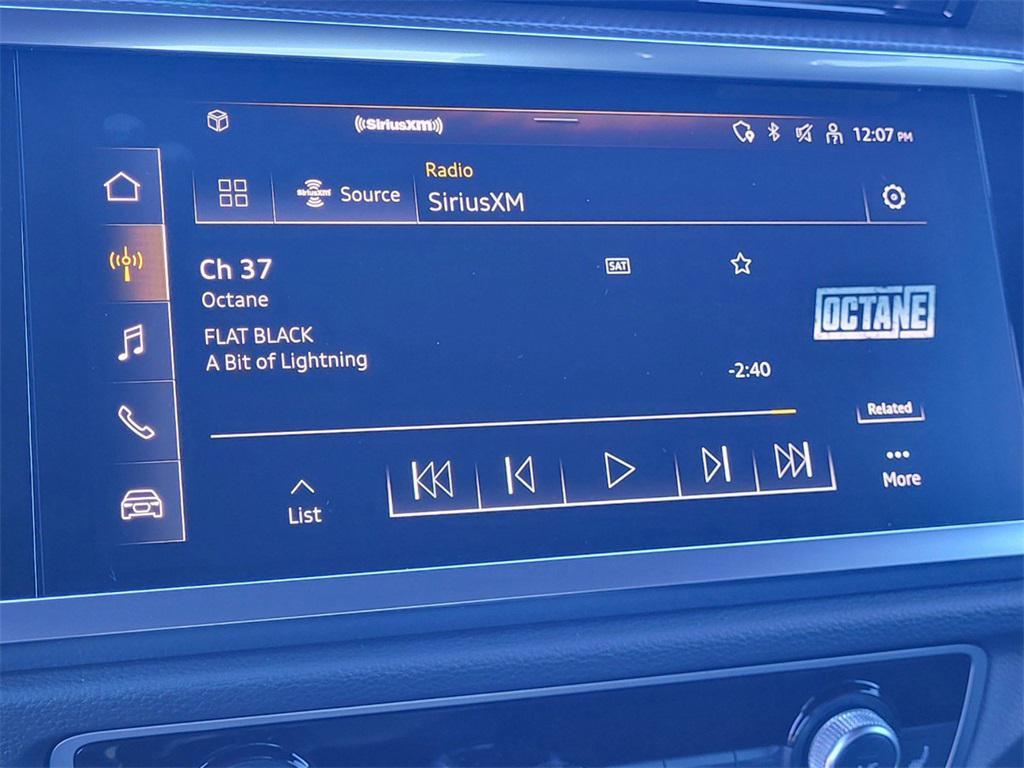 SiriusXM
12:07 PM
SiriusXM
Source
Radio
SiriusXM
Ch 37
SAT
Octane
OCTANE
FLAT BLACK
A Bit of Lightning
-2:40
Related
List
More